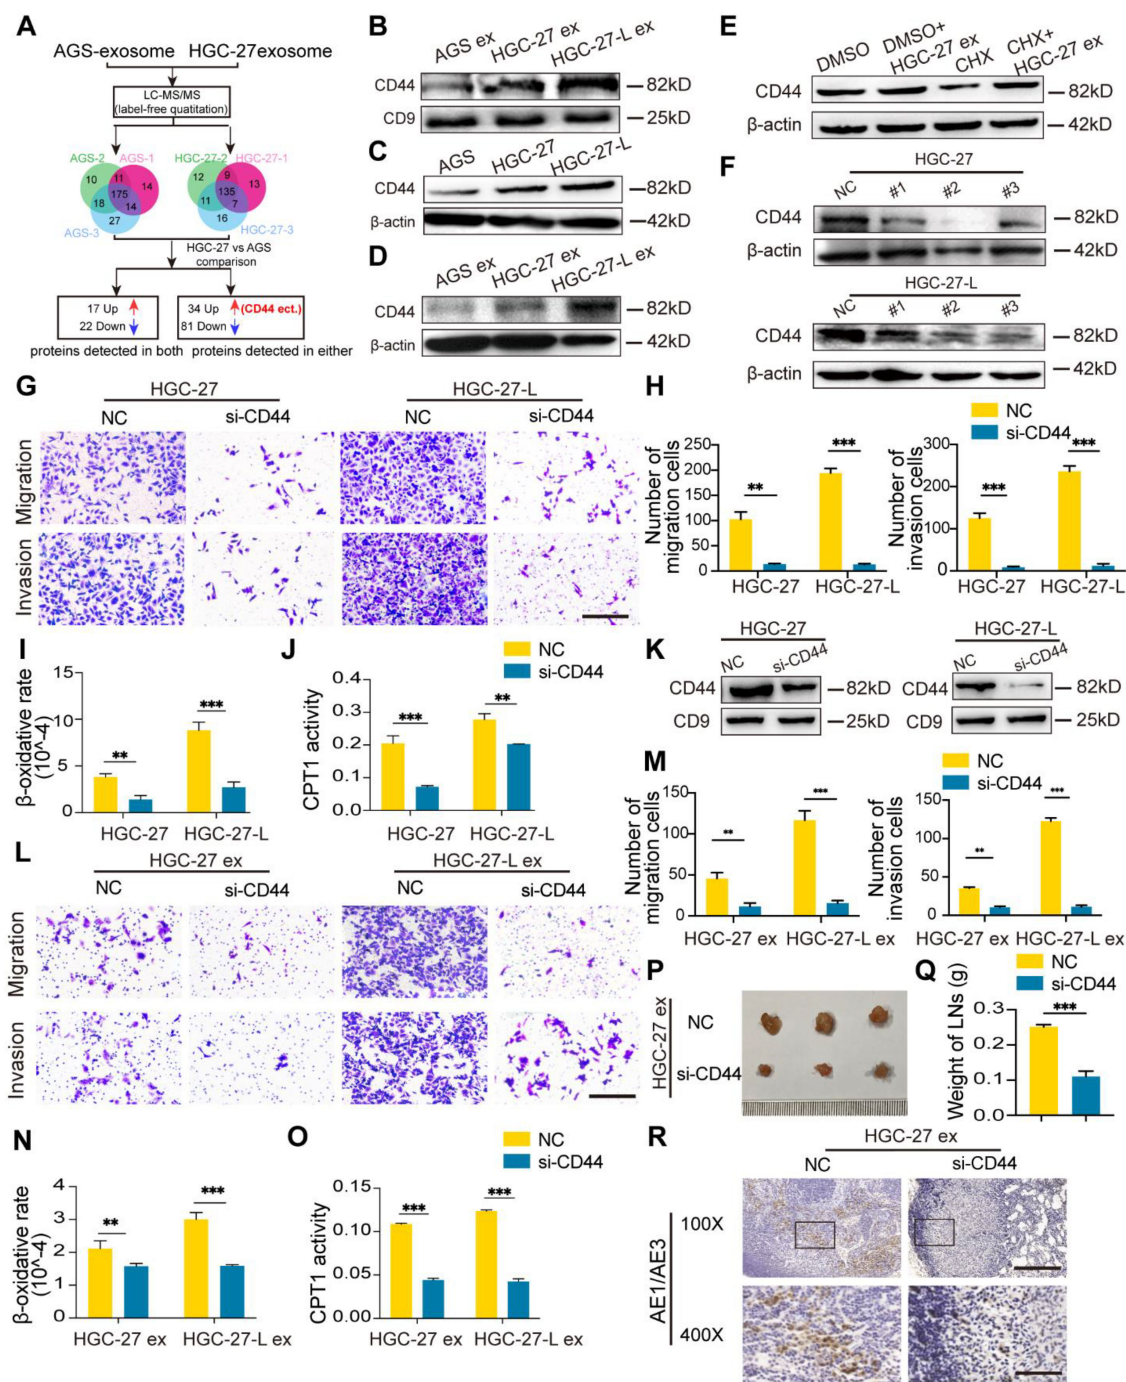 A
AGS-exosome HGC-27exosome
LC-MS/MS
(label-free quatitation)
AGS-2 AGS-1 HGC-27-2 HGC-27-1
10 11 14 12 9 13
175 135
18 14 11 7
27 16
AGS-3 HGC-27-3
HGC-27 vs AGS
comparison
17 Up 34 Up (CD44 ect.)
22 Down 81 Down
proteins detected in both proteins detected in either
B
AGS ex HGC-27 ex HGC-27-L ex
CD44 82kD
CD9 25kD
C
AGS HGC-27 HGC-27-L
CD44 82kD
β-actin 42kD
D
AGS ex HGC-27 ex HGC-27-L ex
CD44 82kD
β-actin 42kD
E
DMSO DMSO+ HGC-27 ex CHX CHX+ HGC-27 ex
CD44 82kD
β-actin 42kD
F
HGC-27
NC #1 #2 #3
CD44 82kD
β-actin 42kD
HGC-27-L
NC #1 #2 #3
CD44 82kD
β-actin 42kD
G
HGC-27 HGC-27-L
NC si-CD44 NC si-CD44
Migration
Invasion
H
NC
si-CD44
Number of
migration cells
250
200
150
100
50
0
** ***
HGC-27 HGC-27-L
Number of
invasion cells
300
200
100
0
*** ***
HGC-27 HGC-27-L
I
β-oxidative rate
(10^-4)
15
10
5
0
** ***
HGC-27 HGC-27-L
J
NC
si-CD44
CPT1 activity
0.4
0.3
0.2
0.1
0.0
*** **
HGC-27 HGC-27-L
K
HGC-27 HGC-27-L
NC si-CD44 NC si-CD44
CD44 82kD CD44 82kD
CD9 25kD CD9 25kD
L
HGC-27 ex HGC-27-L ex
NC si-CD44 NC si-CD44
Migration
Invasion
M
NC
si-CD44
Number of
migration cells
150
100
50
0
** ***
HGC-27 ex HGC-27-L ex
Number of
invasion cells
150
100
50
0
** ***
HGC-27 ex HGC-27-L ex
N
β-oxidative rate
(10^-4)
4
3
2
1
0
** ***
HGC-27 ex HGC-27-L ex
O
NC
si-CD44
CPT1 activity
0.15
0.10
0.05
0.00
*** ***
HGC-27 ex HGC-27-L ex
P
HGC-27 ex
NC
si-CD44
Q
NC
si-CD44
Weight of LNs (g)
0.3
0.2
0.1
0.0
***
R
HGC-27 ex
NC si-CD44
AE1/AE3
100X
400X